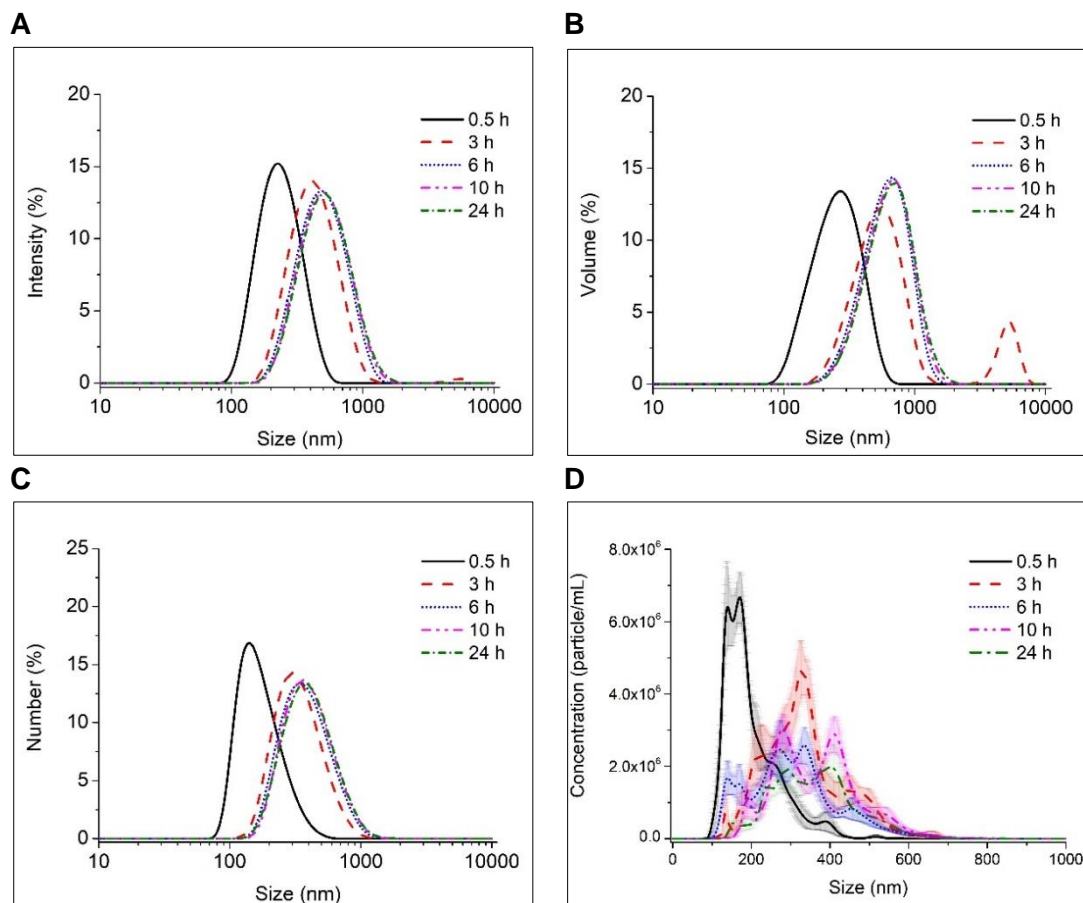 A
Intensity (%)
20
15
10
5
0
10
100
1000
10000
Size (nm)
0.5 h
3 h
6 h
10 h
24 h
B
Volume (%)
20
15
10
5
0
10
100
1000
10000
Size (nm)
0.5 h
3 h
6 h
10 h
24 h
C
Number (%)
25
20
15
10
5
0
10
100
1000
10000
Size (nm)
0.5 h
3 h
6 h
10 h
24 h
D
Concentration (particle/mL)
8.0x10⁶
6.0x10⁶
4.0x10⁶
2.0x10⁶
0.0
0
200
400
600
800
1000
Size (nm)
0.5 h
3 h
6 h
10 h
24 h